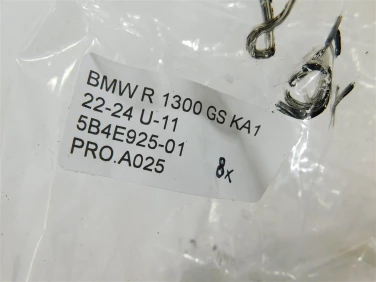 BMW R 1300 GS KA1
22-24 U-11
5B4E925-01
PRO.A025 8x